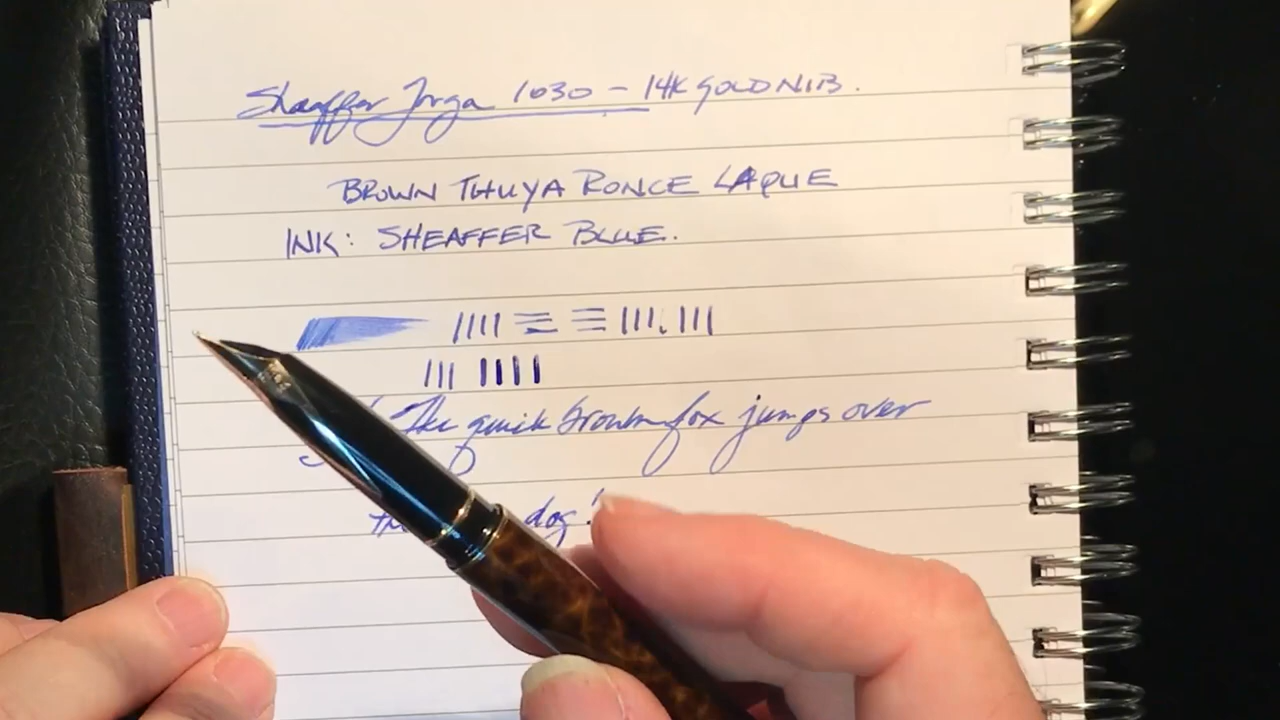 Sheaffer Targa 1030 – 14K GOLD NIB.
BROWN THUYA RONCE LAQUE
INK: SHEAFFER BLUE.
The quick brown fox jumps over
dog!